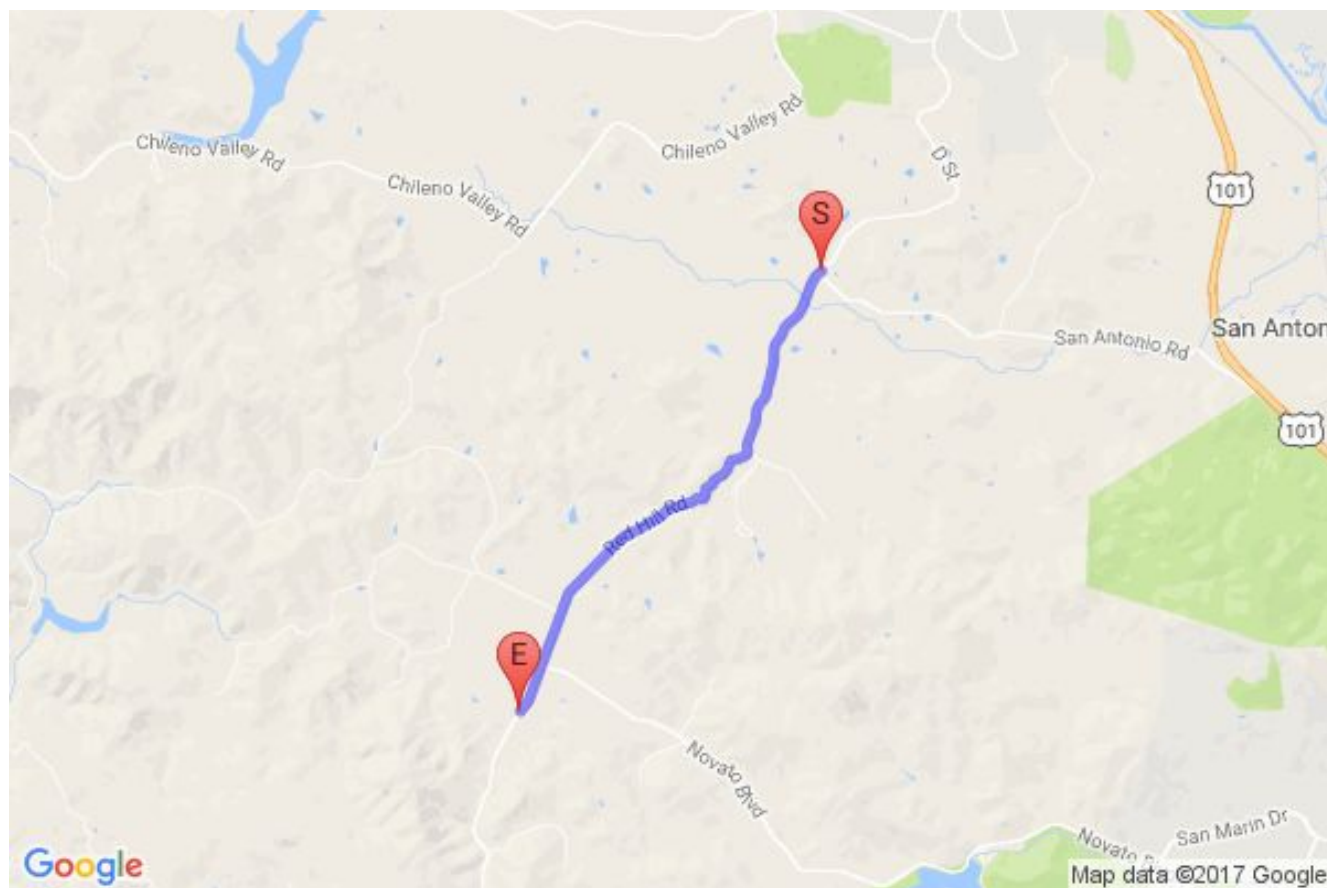 Chileno Valley Rd
Chileno Valley Rd
Chileno Valley Rd
D St
101
S
San Antonio Rd
San Anton
101
Red Hill Rd
E
Novato Blvd
San Marin Dr
Novato
Google
Map data ©2017 Google